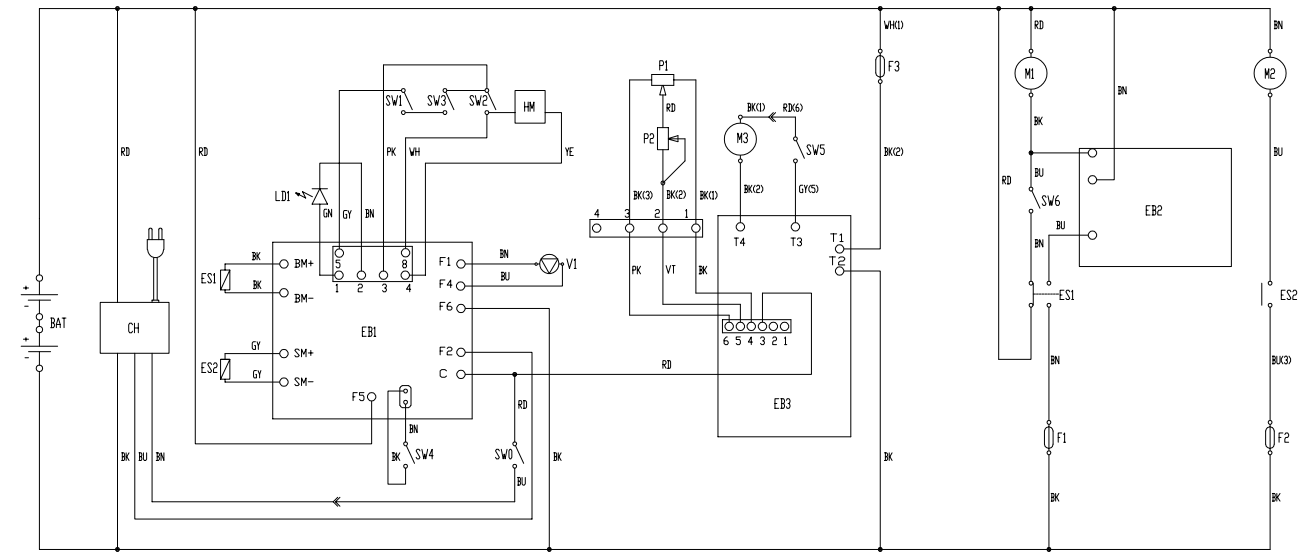 WH(1)
RD
BN
F3
P1
M1
M2
SW1
SW3
SW2
HM
RD
BK(1)
RD(6)
BN
BK
P2
M3
SW5
RD
RD
PK
WH
YE
BK(2)
BU
LD1
GN
GY
BN
BK(3)
BK(2)
BK(1)
BK(2)
GY(5)
RD
BU
SW6
EB2
4
3
2
1
T4
T3
T1
T2
BU
BN
BK
BM+
5
8
F1
BN
V1
ES1
BK
BM-
1
2
3
4
F4
BU
PK
VT
BK
ES1
ES2
+
-
BAT
+
-
CH
EB1
F6
6
5
4
3
2
1
GY
SM+
F2
ES2
GY
SM-
C
RD
BN
BU(3)
F5
RD
EB3
BN
F1
F2
BK
BU
BN
BK
SW4
SW0
BU
BK
BK
BK
BK